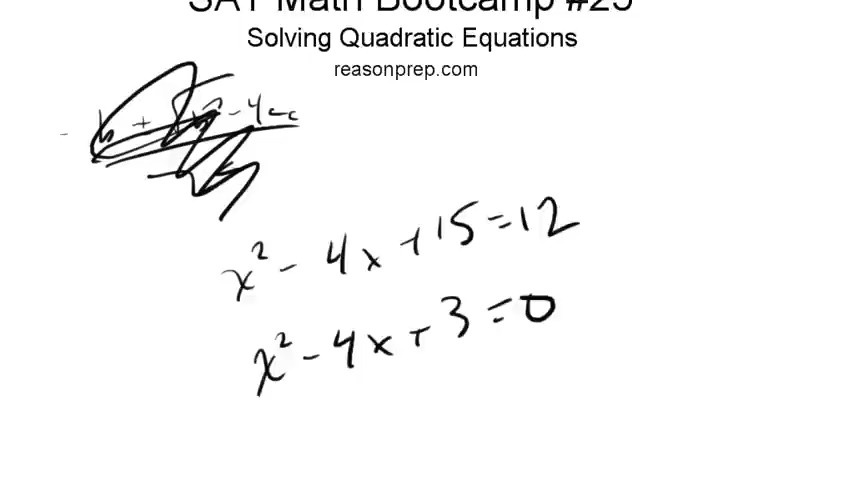 SAT Math Bootcamp #25
Solving Quadratic Equations
reasonprep.com
x² - 4x + 15 = 12
x² - 4x + 3 = 0